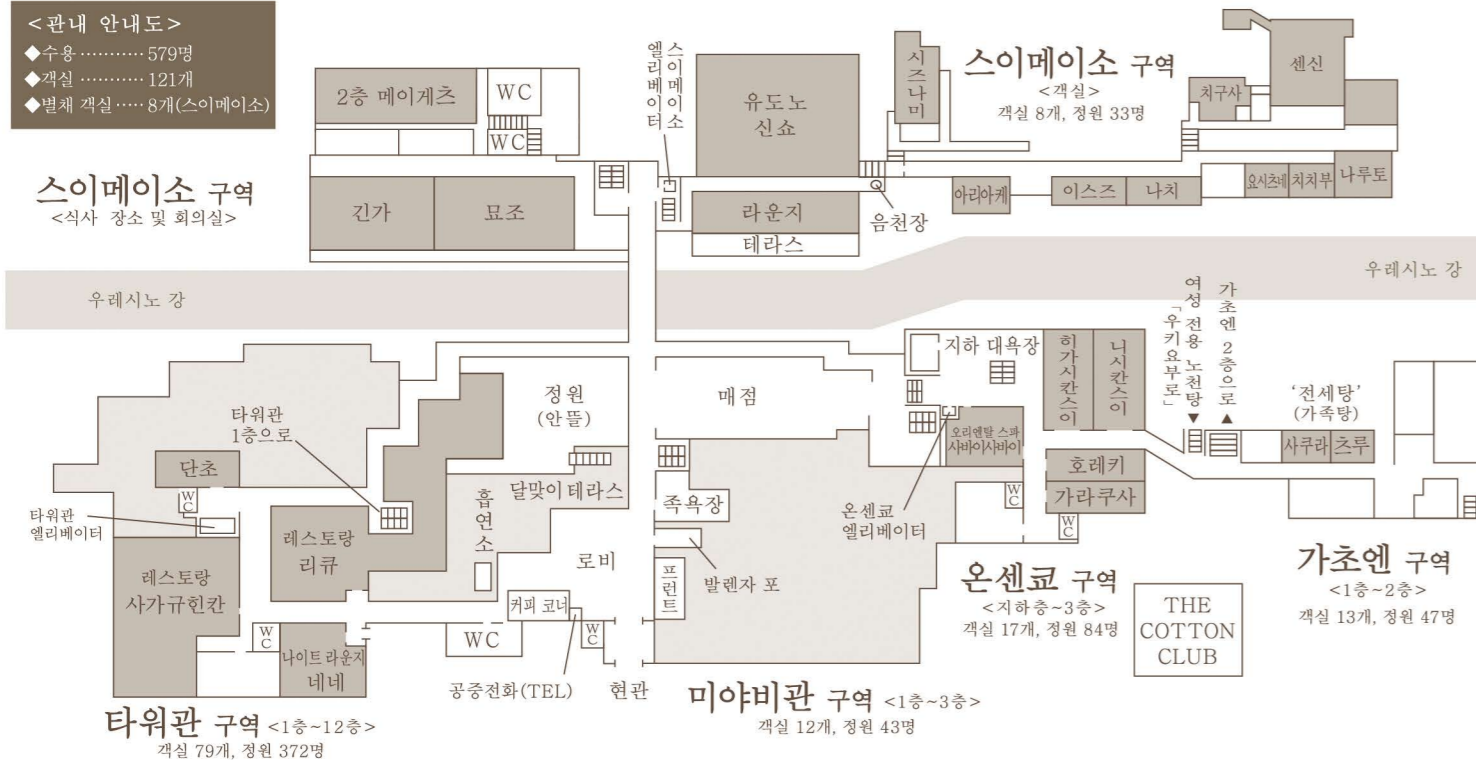 <관내 안내도>
◆수용 ··········· 579명
◆객실 ··········· 121개
◆별채 객실 ····· 8개(스이메이소)
스이메이소 구역
<식사 장소 및 회의실>
2층 메이게츠
WC
WC
긴가
묘조
스이메이소
엘리베이터
유도노
신쇼
라운지
테라스
음천장
시즈나미
스이메이소 구역
<객실>
객실 8개, 정원 33명
치구사
센신
아리아케
이스즈
나치
요시츠네
치치부
나루토
우레시노 강
우레시노 강
타워관
1층으로
단초
WC
타워관
엘리베이터
레스토랑
사가규힌칸
레스토랑
리큐
WC
나이트 라운지
네네
정원
(안뜰)
달맞이 테라스
흡연소
로비
커피 코너
WC
WC
공중전화(TEL)
현관
매점
족욕장
발렌자 포
프런트
지하 대욕장
오리엔탈 스파
사바이사바이
온센쿄
엘리베이터
히가시칸스이
니시칸스이
호레키
가라쿠사
WC
WC
여성 전용 노천탕
「우키요부로」
▼
가초엔 2층으로
▲
'전세탕'
(가족탕)
사쿠라
츠루
타워관 구역 <1층~12층>
객실 79개, 정원 372명
미야비관 구역 <1층~3층>
객실 12개, 정원 43명
온센쿄 구역
<지하층~3층>
객실 17개, 정원 84명
THE
COTTON
CLUB
가초엔 구역
<1층~2층>
객실 13개, 정원 47명